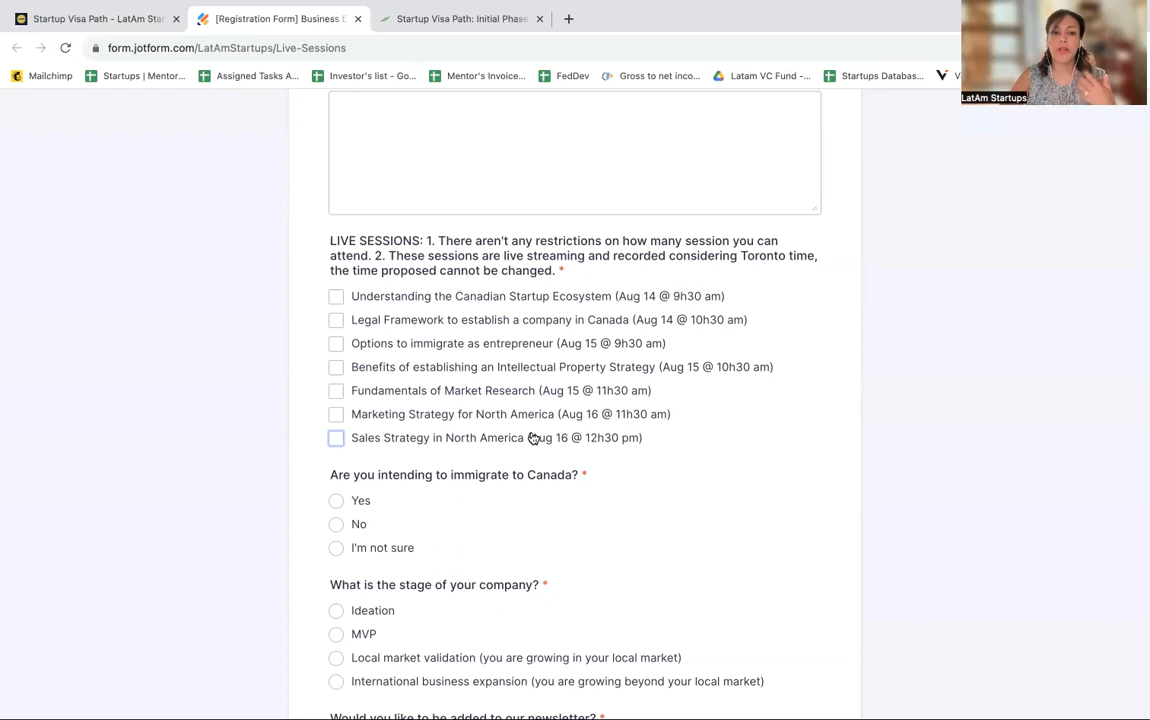 Startup Visa Path - LatAm Star
[Registration Form] Business E
Startup Visa Path: Initial Phase
form.jotform.com/LatAmStartups/Live-Sessions
Mailchimp
Startups | Mentor...
Assigned Tasks A...
Investor's list - Go...
Mentor's Invoice...
FedDev
Gross to net inco...
Latam VC Fund -...
Startups Databas...
LatAm Startups
LIVE SESSIONS: 1. There aren't any restrictions on how many session you can
attend. 2. These sessions are live streaming and recorded considering Toronto time,
the time proposed cannot be changed. *
Understanding the Canadian Startup Ecosystem (Aug 14 @ 9h30 am)
Legal Framework to establish a company in Canada (Aug 14 @ 10h30 am)
Options to immigrate as entrepreneur (Aug 15 @ 9h30 am)
Benefits of establishing an Intellectual Property Strategy (Aug 15 @ 10h30 am)
Fundamentals of Market Research (Aug 15 @ 11h30 am)
Marketing Strategy for North America (Aug 16 @ 11h30 am)
Sales Strategy in North America (Aug 16 @ 12h30 pm)
Are you intending to immigrate to Canada? *
Yes
No
I'm not sure
What is the stage of your company? *
Ideation
MVP
Local market validation (you are growing in your local market)
International business expansion (you are growing beyond your local market)
Would you like to be added to our newsletter? *